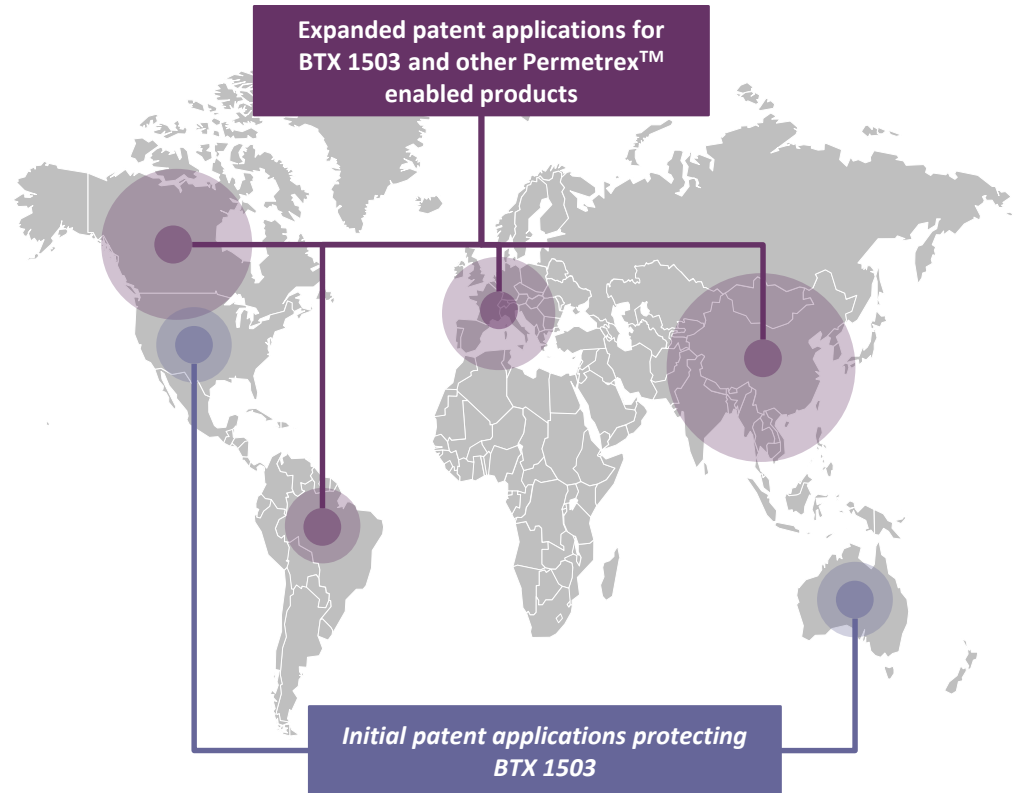 Expanded patent applications for
BTX 1503 and other Permetrex™
enabled products
Initial patent applications protecting
BTX 1503